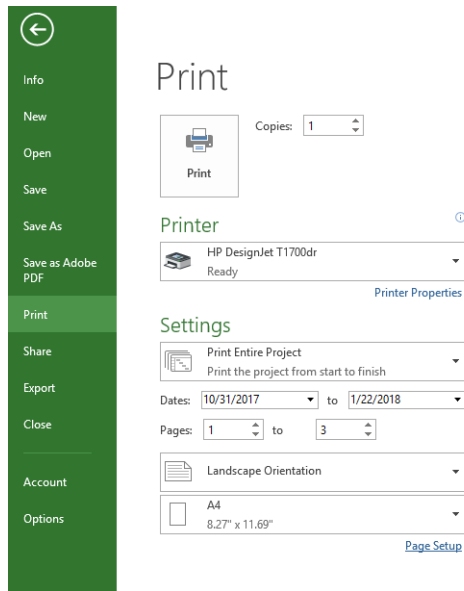 Info
New
Open
Save
Save As
Save as Adobe
PDF
Print
Share
Export
Close
Account
Options
Print
Print
Copies: 1
Printer
HP DesignJet T1700dr
Ready
Printer Properties
Settings
Print Entire Project
Print the project from start to finish
Dates: 10/31/2017 to 1/22/2018
Pages: 1 to 3
Landscape Orientation
A4
8.27" x 11.69"
Page Setup